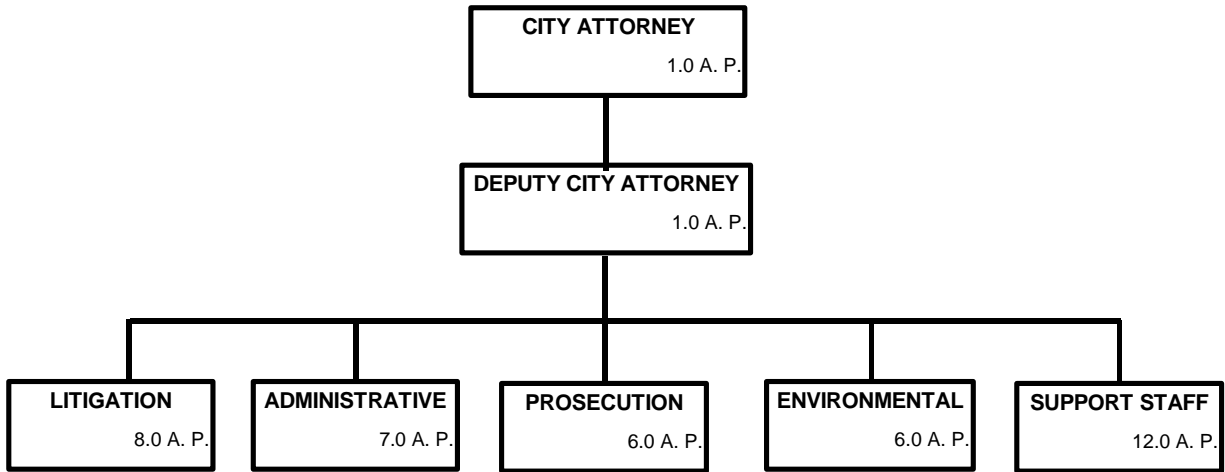 CITY ATTORNEY
1.0 A. P.
DEPUTY CITY ATTORNEY
1.0 A. P.
LITIGATION
8.0 A. P.
ADMINISTRATIVE
7.0 A. P.
PROSECUTION
6.0 A. P.
ENVIRONMENTAL
6.0 A. P.
SUPPORT STAFF
12.0 A. P.